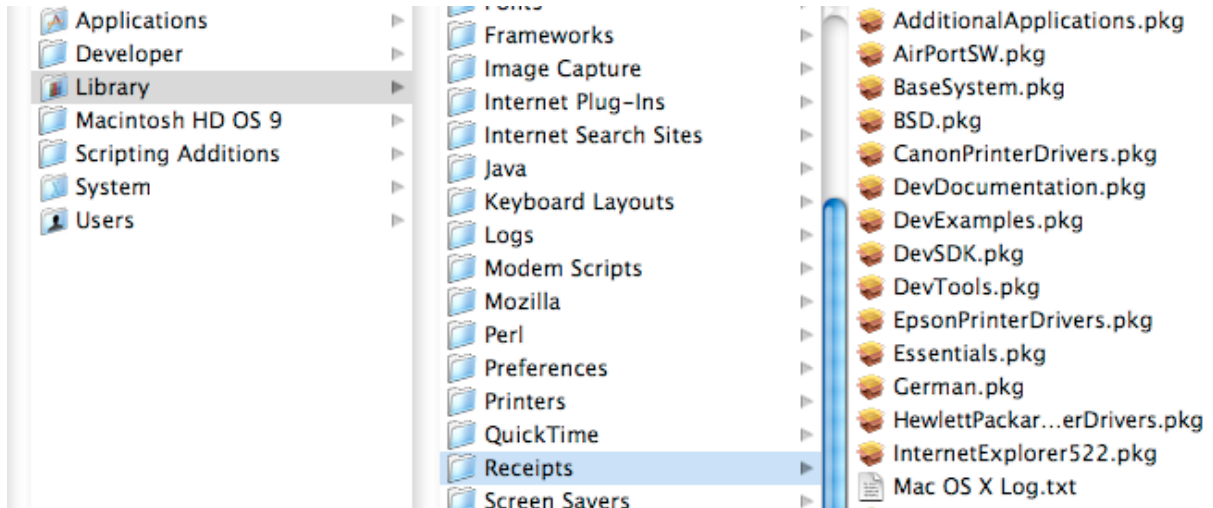 Applications
Developer
Library
Macintosh HD OS 9
Scripting Additions
System
Users
Fonts
Frameworks
Image Capture
Internet Plug-Ins
Internet Search Sites
Java
Keyboard Layouts
Logs
Modem Scripts
Mozilla
Perl
Preferences
Printers
QuickTime
Receipts
Screen Savers
AdditionalApplications.pkg
AirPortSW.pkg
BaseSystem.pkg
BSD.pkg
CanonPrinterDrivers.pkg
DevDocumentation.pkg
DevExamples.pkg
DevSDK.pkg
DevTools.pkg
EpsonPrinterDrivers.pkg
Essentials.pkg
German.pkg
HewlettPackar...erDrivers.pkg
InternetExplorer522.pkg
Mac OS X Log.txt